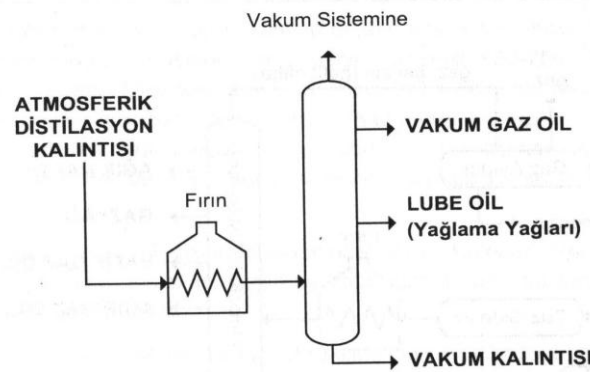 Vakum Sistemine
ATMOSFERİK
DİSTİLASYON
KALINTISI
Fırın
VAKUM GAZ OİL
LUBE OİL
(Yağlama Yağları)
VAKUM KALINTISI